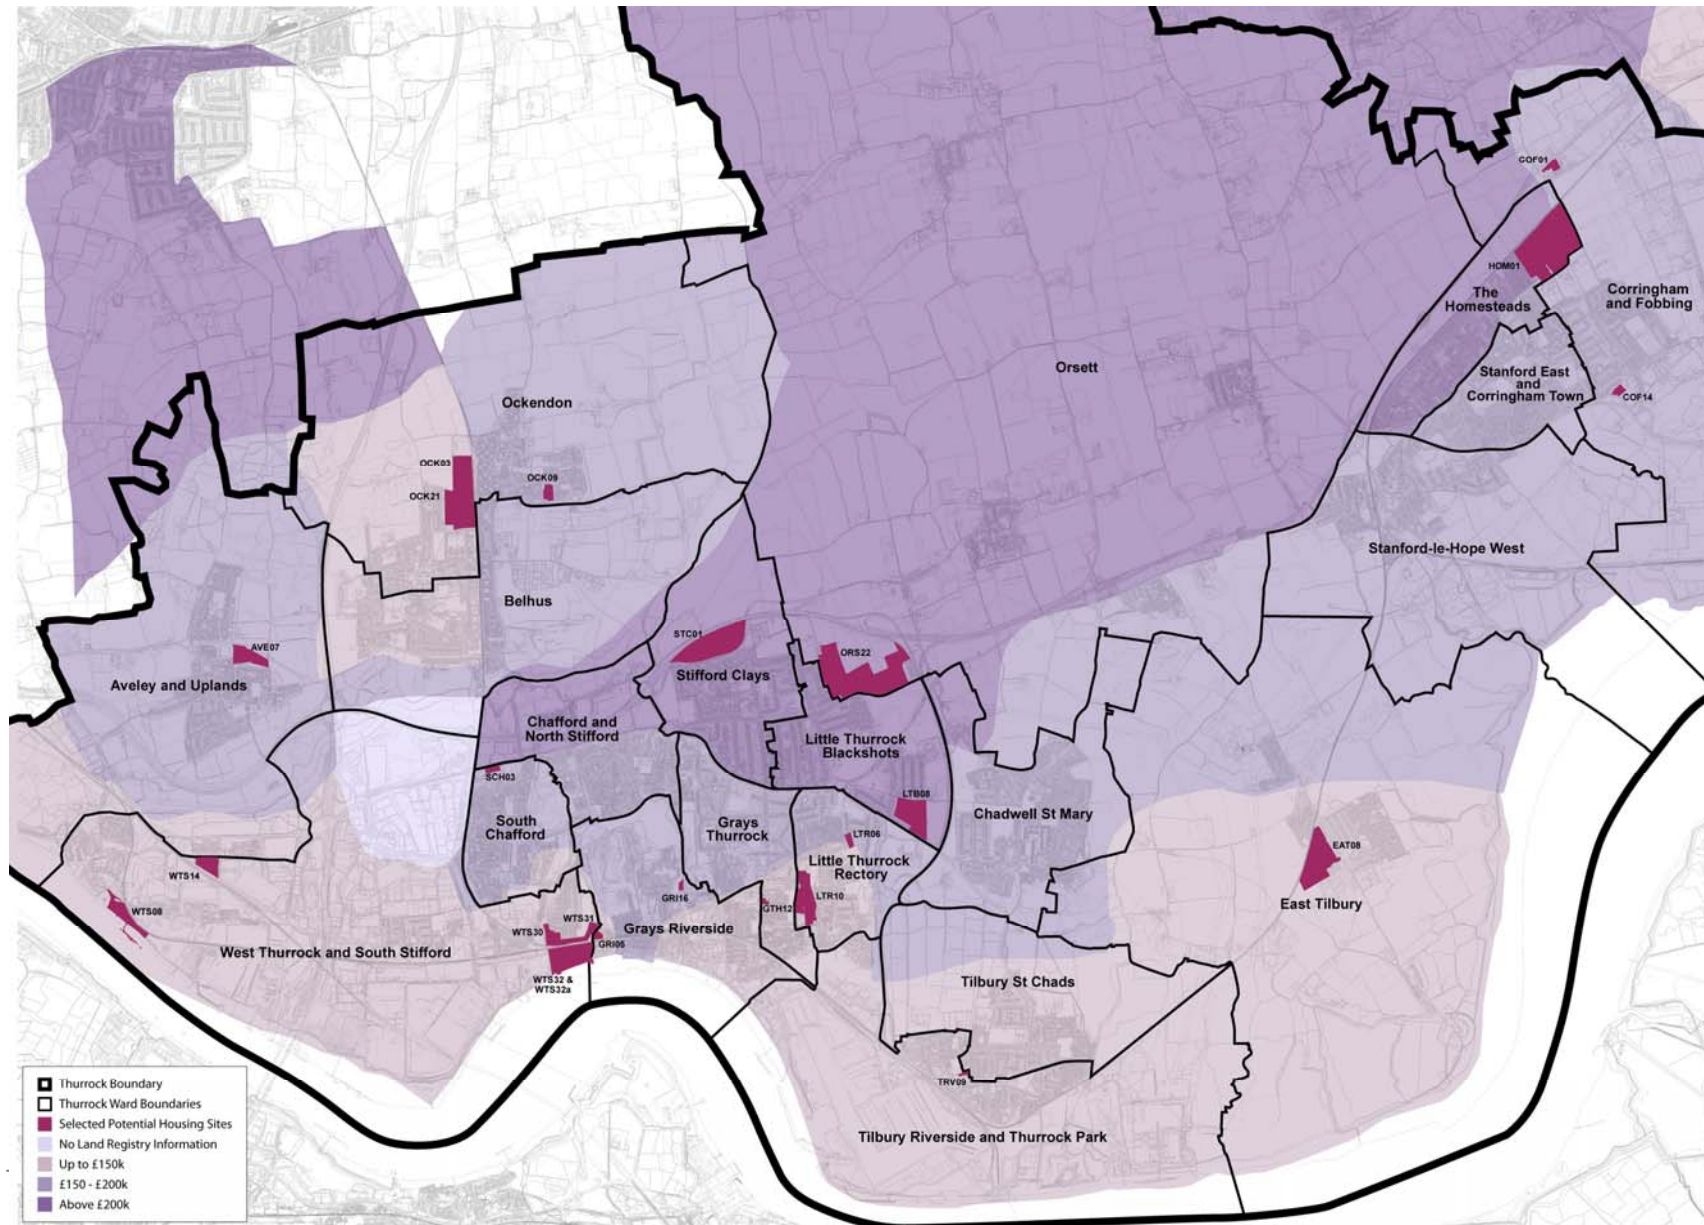 COF01
HOM01
The
Homesteads
Corringham
and Fobbing
Orsett
Stanford East
and
Corringham Town
COF14
Ockendon
OCK03
OCK09
OCK21
Stanford-le-Hope West
Belhus
STC01
AVE07
ORS22
Stifford Clays
Aveley and Uplands
Chafford and
North Stifford
Little Thurrock
Blackshots
SCH03
LTB08
South
Chafford
Grays
Thurrock
Chadwell St Mary
LTR06
EAT08
Little Thurrock
Rectory
WTS14
GRI16
LTR10
East Tilbury
WTS08
GTH12
WTS31
WTS30
Grays Riverside
GRI05
West Thurrock and South Stifford
WTS32 &
WTS32a
Tilbury St Chads
TRV09
Tilbury Riverside and Thurrock Park
Thurrock Boundary
Thurrock Ward Boundaries
Selected Potential Housing Sites
No Land Registry Information
Up to £150k
£150 - £200k
Above £200k